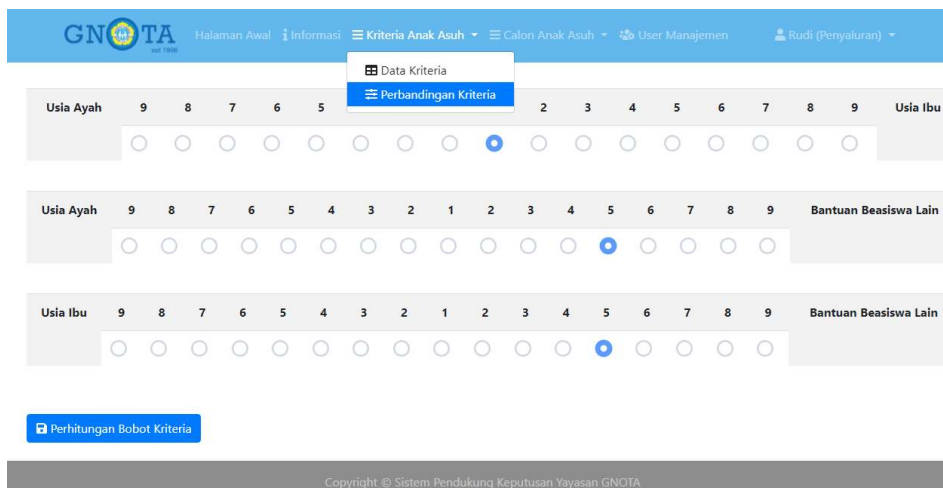 GNOTA
est 1996
Halaman Awal Informasi Kriteria Anak Asuh Calon Anak Asuh User Manajemen Rudi (Penyaluran)
Data Kriteria
Perbandingan Kriteria
Usia Ayah 9 8 7 6 5 2 3 4 5 6 7 8 9 Usia Ibu
Usia Ayah 9 8 7 6 5 4 3 2 1 2 3 4 5 6 7 8 9 Bantuan Beasiswa Lain
Usia Ibu 9 8 7 6 5 4 3 2 1 2 3 4 5 6 7 8 9 Bantuan Beasiswa Lain
Perhitungan Bobot Kriteria
Copyright © Sistem Pendukung Keputusan Yayasan GNOTA